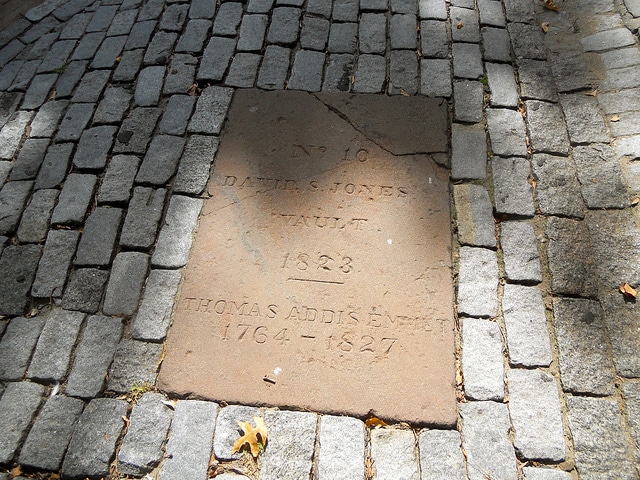 No 10
DAVID S. JONES
VAULT.
1823.
THOMAS ADDIS EMMET
1764 - 1827